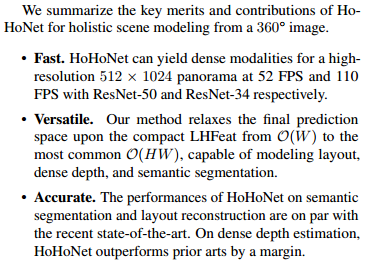 We summarize the key merits and contributions of Ho-
HoNet for holistic scene modeling from a 360° image.
• Fast. HoHoNet can yield dense modalities for a high-
resolution 512 × 1024 panorama at 52 FPS and 110
FPS with ResNet-50 and ResNet-34 respectively.
• Versatile. Our method relaxes the final prediction
space upon the compact LHFeat from O(W) to the
most common O(HW), capable of modeling layout,
dense depth, and semantic segmentation.
• Accurate. The performances of HoHoNet on semantic
segmentation and layout reconstruction are on par with
the recent state-of-the-art. On dense depth estimation,
HoHoNet outperforms prior arts by a margin.